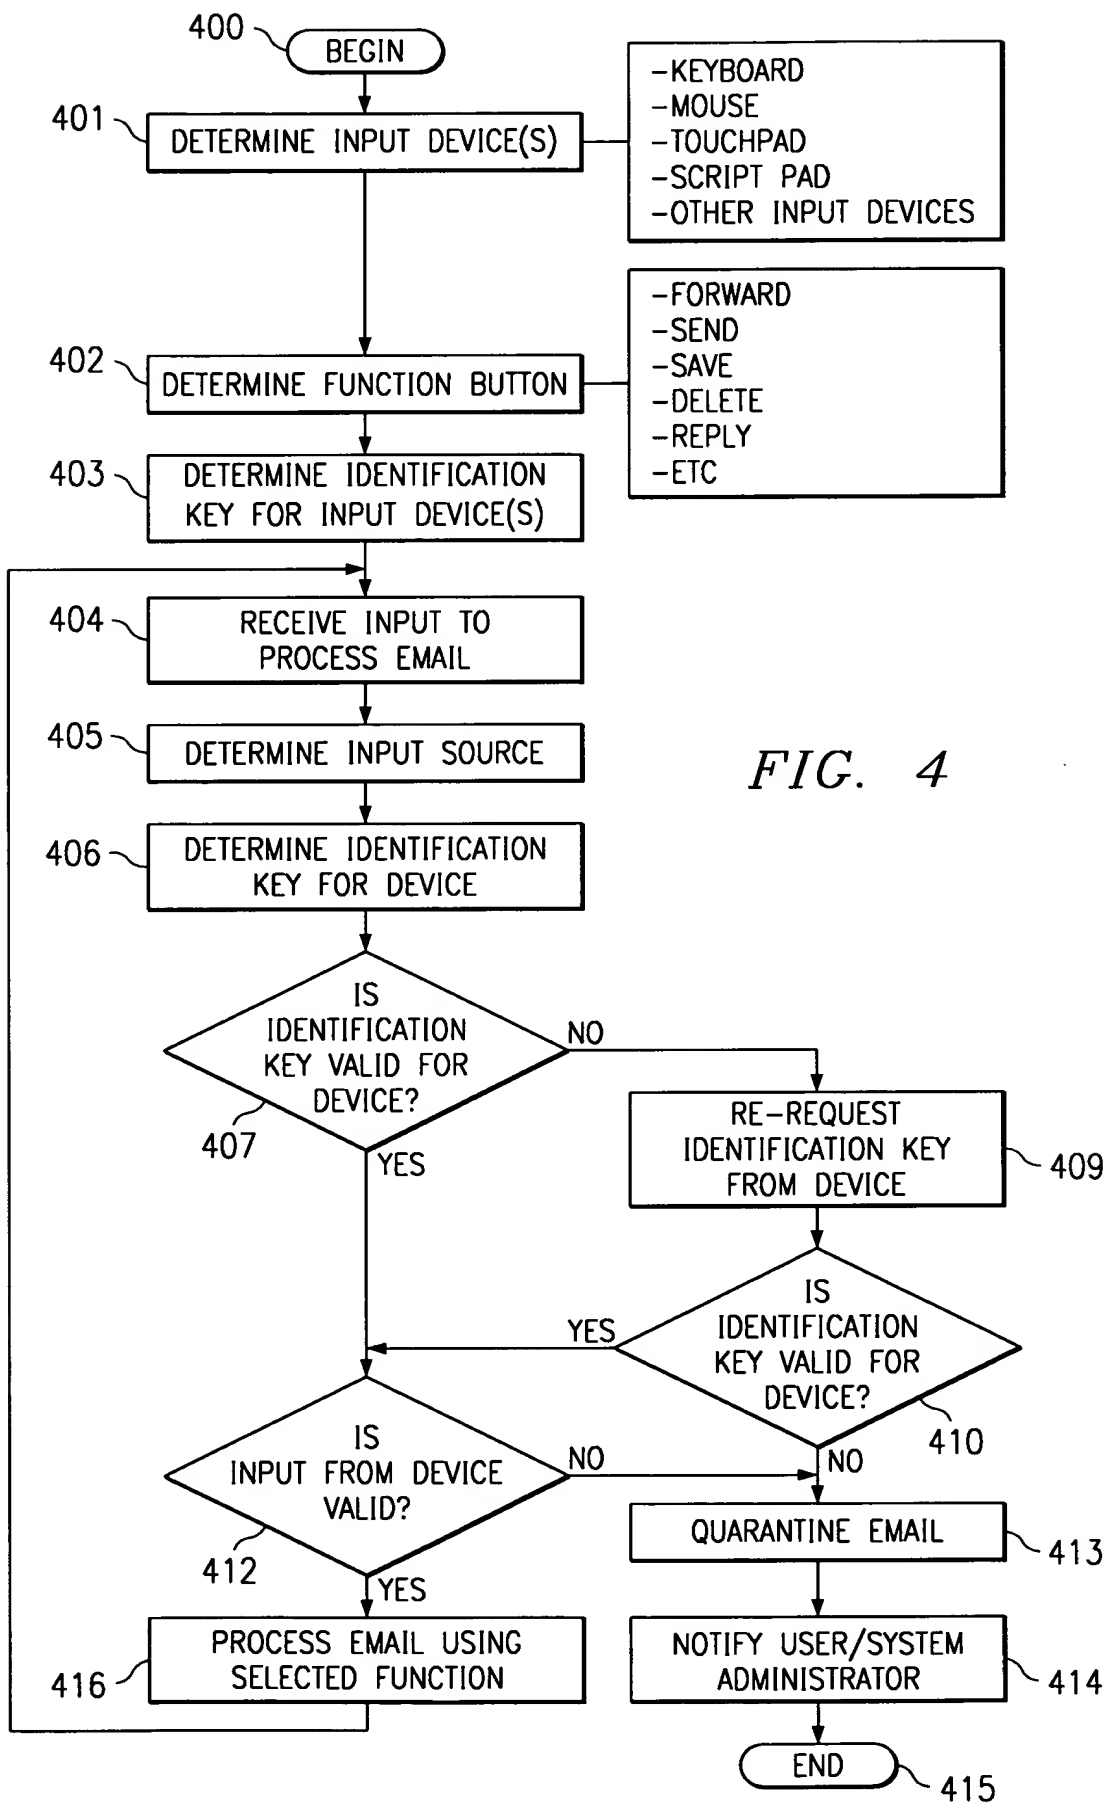 400
BEGIN
401
DETERMINE INPUT DEVICE(S)
-KEYBOARD
-MOUSE
-TOUCHPAD
-SCRIPT PAD
-OTHER INPUT DEVICES
402
DETERMINE FUNCTION BUTTON
-FORWARD
-SEND
-SAVE
-DELETE
-REPLY
-ETC
403
DETERMINE IDENTIFICATION
KEY FOR INPUT DEVICE(S)
404
RECEIVE INPUT TO
PROCESS EMAIL
405
DETERMINE INPUT SOURCE
FIG. 4
406
DETERMINE IDENTIFICATION
KEY FOR DEVICE
IS
IDENTIFICATION
KEY VALID FOR
DEVICE?
407
NO
YES
RE-REQUEST
IDENTIFICATION KEY
FROM DEVICE
409
IS
IDENTIFICATION
KEY VALID FOR
DEVICE?
410
YES
NO
IS
INPUT FROM DEVICE
VALID?
412
NO
YES
QUARANTINE EMAIL
413
416
PROCESS EMAIL USING
SELECTED FUNCTION
NOTIFY USER/SYSTEM
ADMINISTRATOR
414
END
415